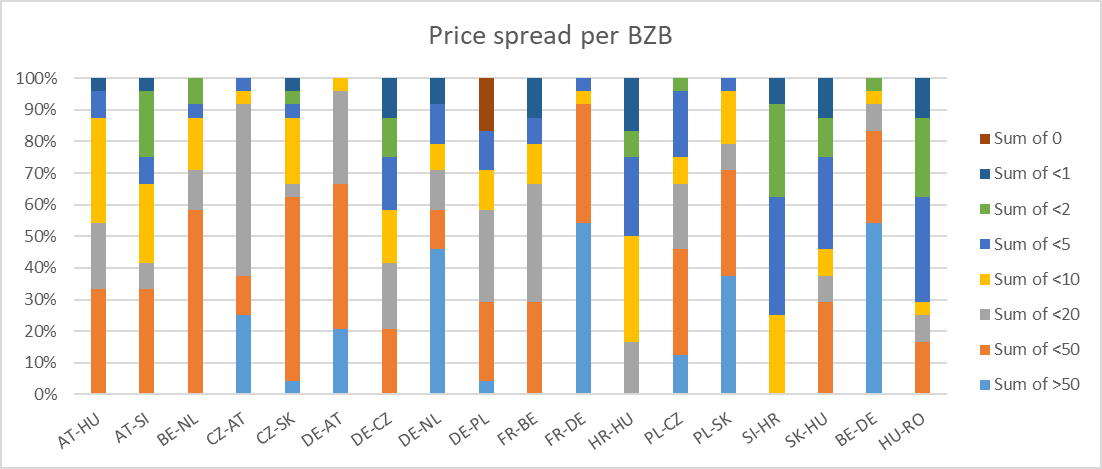 Price spread per BZB
100%
90%
80%
70%
60%
50%
40%
30%
20%
10%
0%
AT-HU
AT-SI
BE-NL
CZ-AT
CZ-SK
DE-AT
DE-CZ
DE-NL
DE-PL
FR-BE
FR-DE
HR-HU
PL-CZ
PL-SK
SI-HR
SK-HU
BE-DE
HU-RO
Sum of 0
Sum of <1
Sum of <2
Sum of <5
Sum of <10
Sum of <20
Sum of <50
Sum of >50